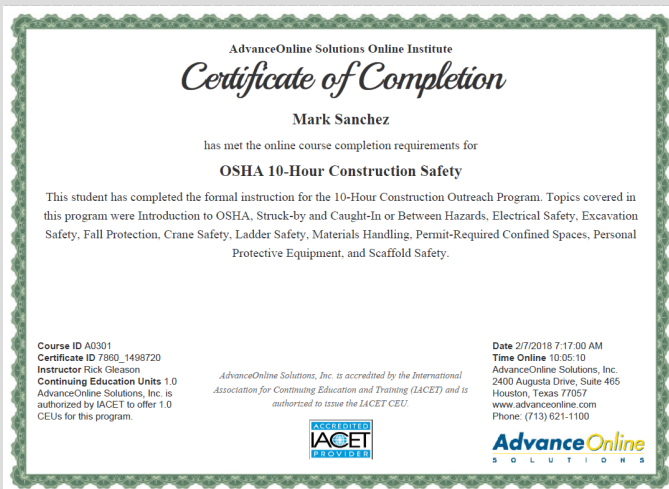 AdvanceOnline Solutions Online Institute
Certificate of Completion
Mark Sanchez
has met the online course completion requirements for
OSHA 10-Hour Construction Safety
This student has completed the formal instruction for the 10-Hour Construction Outreach Program. Topics covered in
this program were Introduction to OSHA, Struck-by and Caught-In or Between Hazards, Electrical Safety, Excavation
Safety, Fall Protection, Crane Safety, Ladder Safety, Materials Handling, Permit-Required Confined Spaces, Personal
Protective Equipment, and Scaffold Safety.
Course ID A0301
Certificate ID 7860_1498720
Instructor Rick Gleason
Continuing Education Units 1.0
AdvanceOnline Solutions, Inc. is
authorized by IACET to offer 1.0
CEUs for this program.
AdvanceOnline Solutions, Inc. is accredited by the International
Association for Continuing Education and Training (IACET) and is
authorized to issue the IACET CEU.
ACCREDITED
IACET
PROVIDER
Date 2/7/2018 7:17:00 AM
Time Online 10:05:10
AdvanceOnline Solutions, Inc.
2400 Augusta Drive, Suite 465
Houston, Texas 77057
www.advanceonline.com
Phone: (713) 621-1100
AdvanceOnline
SOLUTIONS